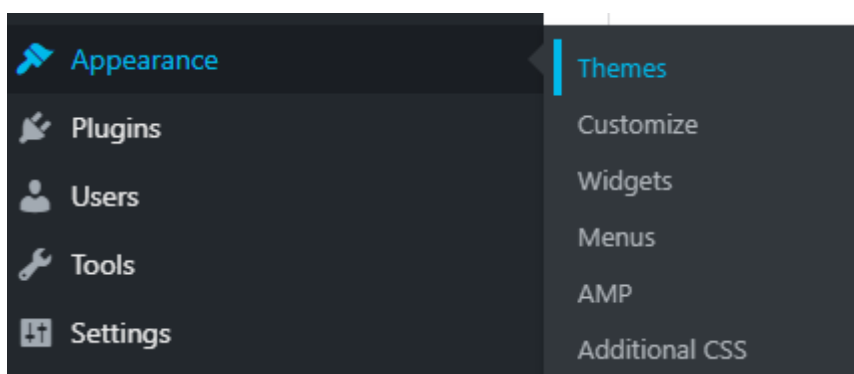 Appearance
Plugins
Users
Tools
Settings
Themes
Customize
Widgets
Menus
AMP
Additional CSS